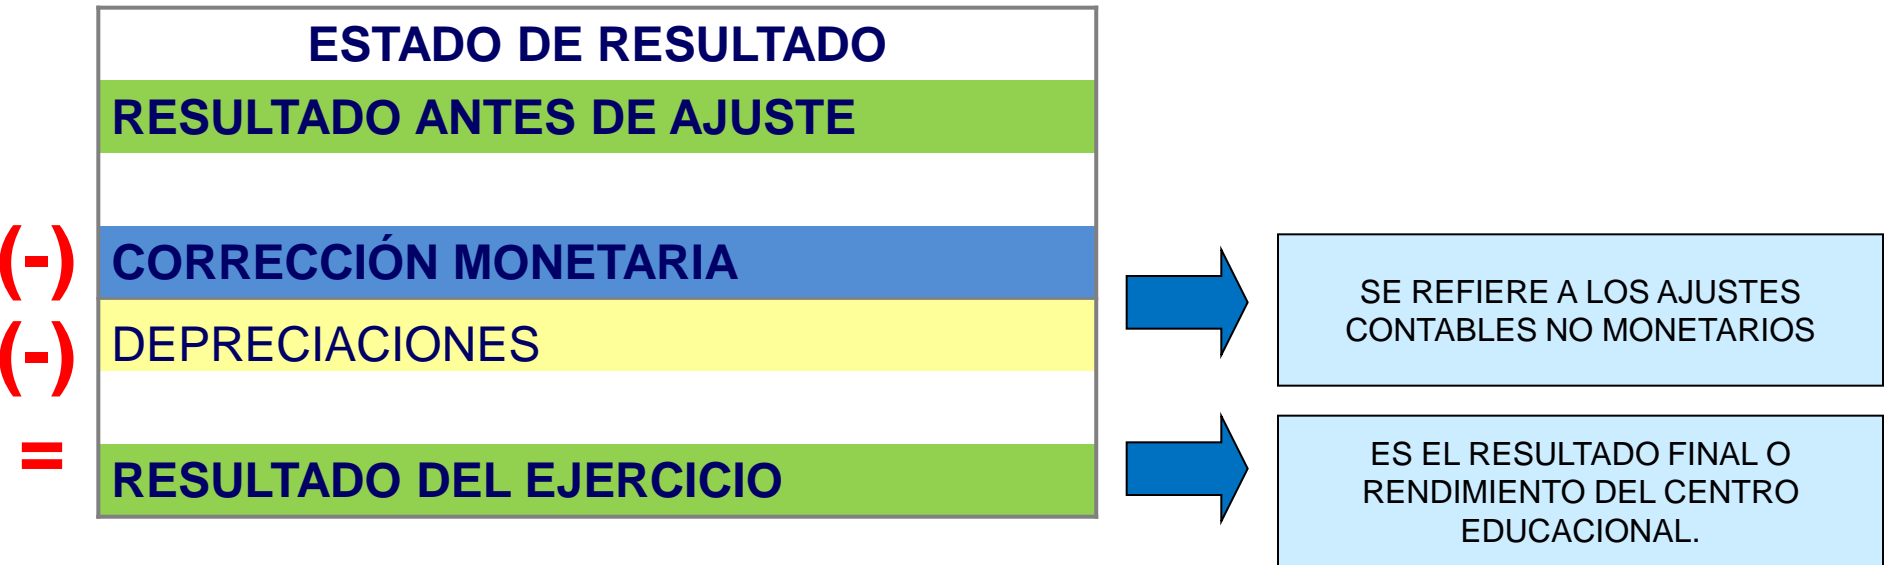 ESTADO DE RESULTADO
RESULTADO ANTES DE AJUSTE
(-) CORRECCIÓN MONETARIA
(-) DEPRECIACIONES
SE REFIERE A LOS AJUSTES
CONTABLES NO MONETARIOS
= RESULTADO DEL EJERCICIO
ES EL RESULTADO FINAL O
RENDIMIENTO DEL CENTRO
EDUCACIONAL.